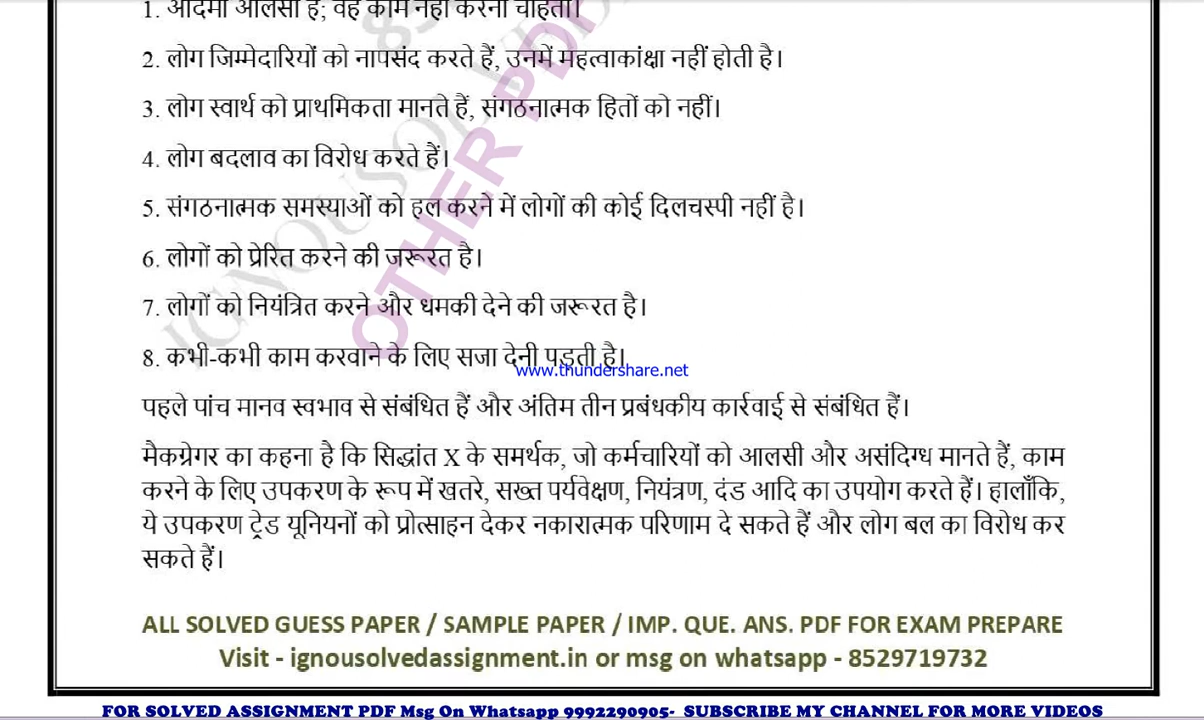 1. आदमी आलसी है; वह काम नहीं करना चाहता।
2. लोग जिम्मेदारियों को नापसंद करते हैं, उनमें महत्वाकांक्षा नहीं होती है।
3. लोग स्वार्थ को प्राथमिकता मानते हैं, संगठनात्मक हितों को नहीं।
4. लोग बदलाव का विरोध करते हैं।
5. संगठनात्मक समस्याओं को हल करने में लोगों की कोई दिलचस्पी नहीं है।
6. लोगों को प्रेरित करने की जरूरत है।
7. लोगों को नियंत्रित करने और धमकी देने की जरूरत है।
8. कभी-कभी काम करवाने के लिए सजा देनी पड़ती है।
www.thundershare.net
पहले पांच मानव स्वभाव से संबंधित हैं और अंतिम तीन प्रबंधकीय कार्रवाई से संबंधित हैं।
मैकग्रेगर का कहना है कि सिद्धांत X के समर्थक, जो कर्मचारियों को आलसी और असंदिग्ध मानते हैं, काम
करने के लिए उपकरण के रूप में खतरे, सख्त पर्यवेक्षण, नियंत्रण, दंड आदि का उपयोग करते हैं। हालाँकि,
ये उपकरण ट्रेड यूनियनों को प्रोत्साहन देकर नकारात्मक परिणाम दे सकते हैं और लोग बल का विरोध कर
सकते हैं।
OTHER PD
ALL SOLVED GUESS PAPER / SAMPLE PAPER / IMP. QUE. ANS. PDF FOR EXAM PREPARE
Visit - ignousolvedassignment.in or msg on whatsapp - 8529719732
FOR SOLVED ASSIGNMENT PDF Msg On Whatsapp 9992290905- SUBSCRIBE MY CHANNEL FOR MORE VIDEOS